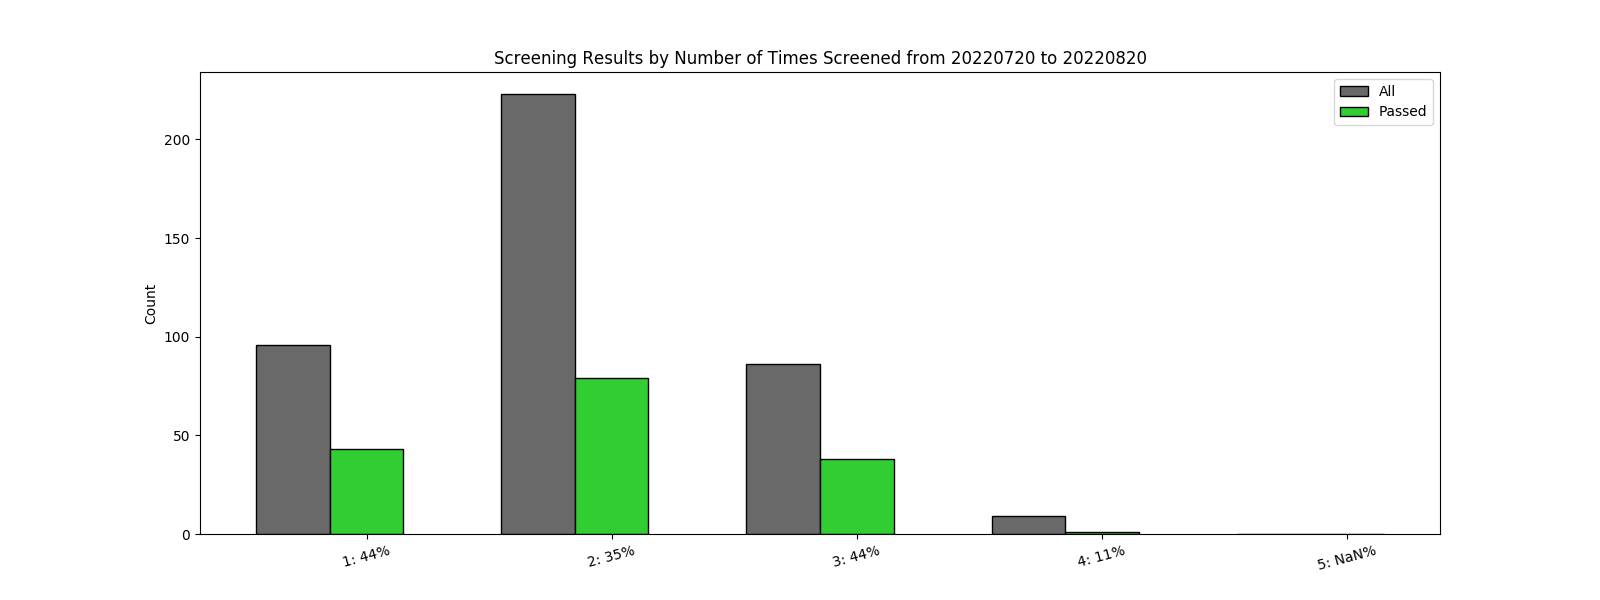 Screening Results by Number of Times Screened from 20220720 to 20220820
All
Passed
Count
200
150
100
50
0
1: 44%
2: 35%
3: 44%
4: 11%
5: NaN%